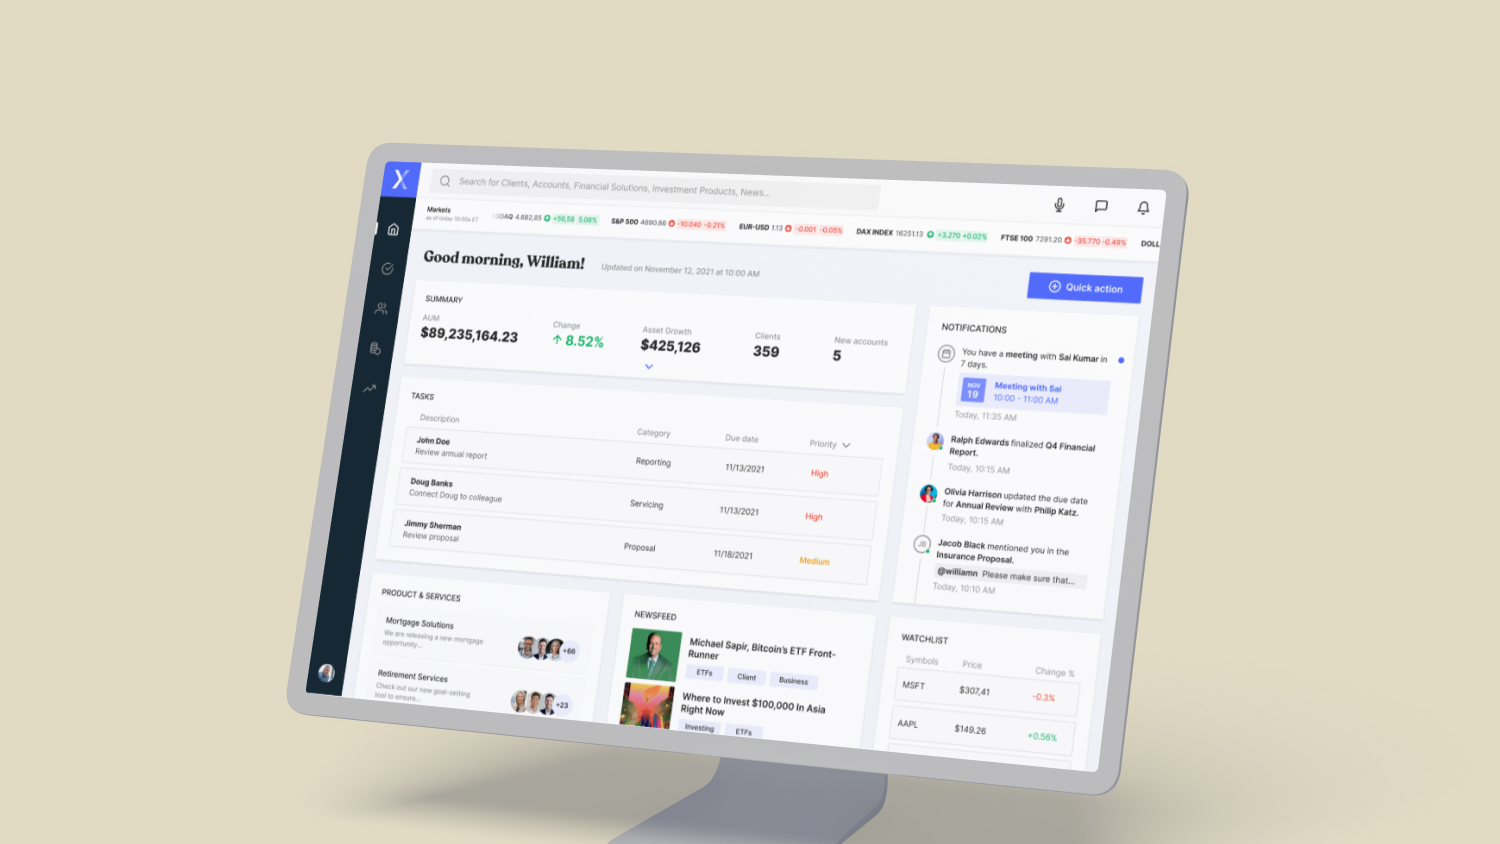 X
Search for Clients, Accounts, Financial Solutions, Investment Products, News...
Markets
as of today 10:00a ET
SDAQ 4.682,85 +56,58 5.08%
S&P 500 4690.86 -10.040 -0.21%
EUR-USD 1.13 -0.001 -0.05%
DAX INDEX 16251.13 +3,270 +0.02%
FTSE 100 7291.20 -35.770 -0.49%
DOLL
Good morning, William!
Updated on November 12, 2021 at 10:00 AM
Quick action
SUMMARY
AUM
$89,235,164.23
Change
8.52%
Asset Growth
$425,126
Clients
359
New accounts
5
TASKS
Description Category Due date Priority
John Doe
Review annual report
Reporting 11/13/2021 High
Doug Banks
Connect Doug to colleague
Servicing 11/13/2021 High
Jimmy Sherman
Review proposal
Proposal 11/18/2021 Medium
NOTIFICATIONS
You have a meeting with Sai Kumar in
7 days.
NOV
19
Meeting with Sai
10:00 - 11:00 AM
Today, 11:35 AM
Ralph Edwards finalized Q4 Financial
Report.
Today, 10:15 AM
Olivia Harrison updated the due date
for Annual Review with Philip Katz.
Today, 10:15 AM
JB
Jacob Black mentioned you in the
Insurance Proposal.
@williamn Please make sure that...
Today, 10:10 AM
PRODUCT & SERVICES
Mortgage Solutions
We are releasing a new mortgage
opportunity...
+66
Retirement Services
Check out our new goal-setting
tool to ensure...
+23
NEWSFEED
Michael Sapir, Bitcoin's ETF Front-
Runner
ETFs Client Business
Where to Invest $100,000 In Asia
Right Now
Investing ETFs
WATCHLIST
Symbols Price Change %
MSFT $307,41 -0.3%
AAPL $149.26 +0.56%